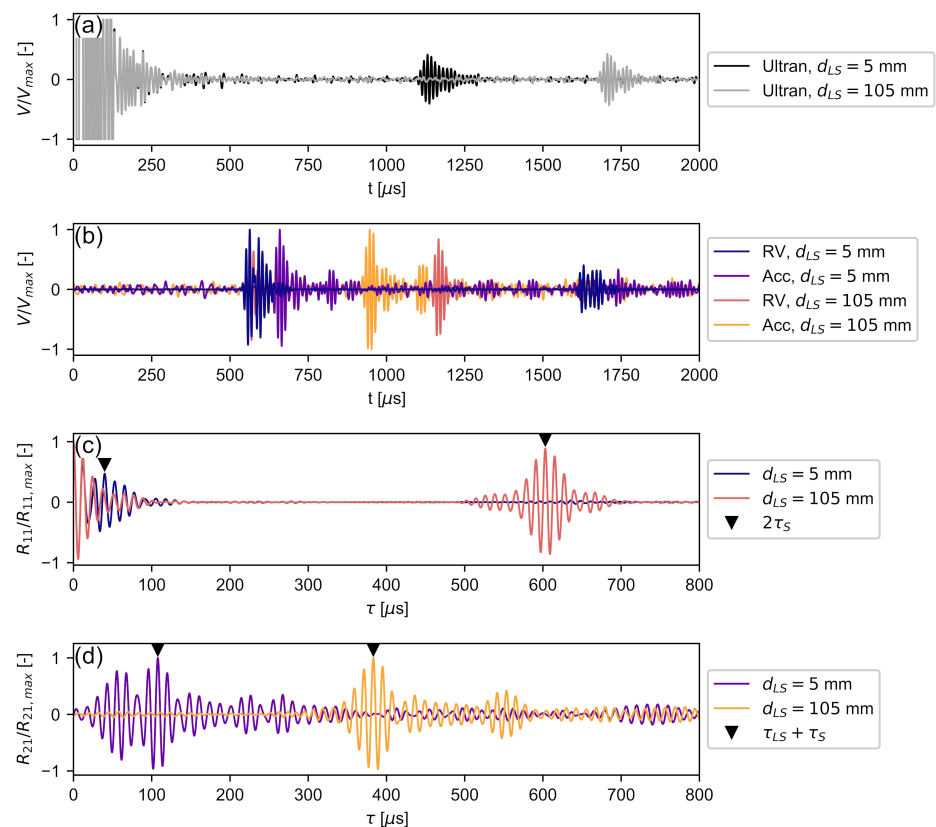 (a)
V/V_max [-]
1
0
−1
0 250 500 750 1000 1250 1500 1750 2000
t [μs]
Ultran, d_LS = 5 mm
Ultran, d_LS = 105 mm
(b)
V/V_max [-]
1
0
−1
0 250 500 750 1000 1250 1500 1750 2000
t [μs]
RV, d_LS = 5 mm
Acc, d_LS = 5 mm
RV, d_LS = 105 mm
Acc, d_LS = 105 mm
(c)
R_11/R_11,max [-]
1
0
−1
0 100 200 300 400 500 600 700 800
τ [μs]
d_LS = 5 mm
d_LS = 105 mm
2τ_S
(d)
R_21/R_21,max [-]
1
0
−1
0 100 200 300 400 500 600 700 800
τ [μs]
d_LS = 5 mm
d_LS = 105 mm
τ_LS + τ_S